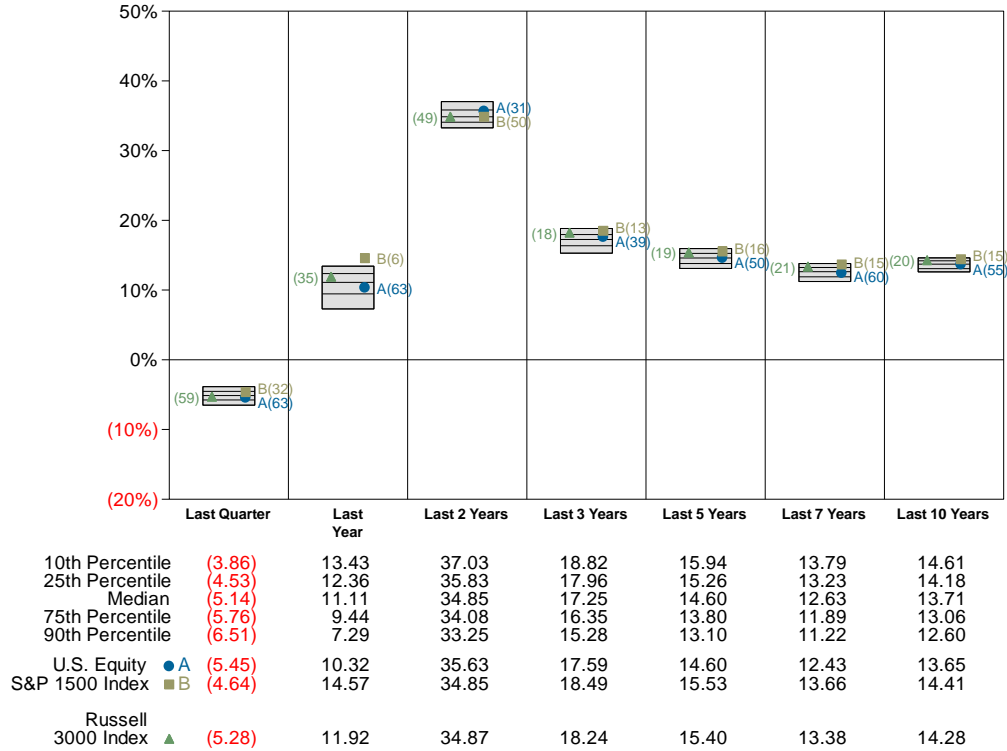 50%
40%
30%
20%
10%
0%
(10%)
(20%)
(59)
B(32)
A(63)
(35)
B(6)
A(63)
(49)
A(31)
B(50)
(18)
B(13)
A(39)
(19)
B(16)
A(50)
(21)
B(15)
A(60)
(20)
B(15)
A(55)
Last Quarter Last Year Last 2 Years Last 3 Years Last 5 Years Last 7 Years Last 10 Years
10th Percentile (3.86) 13.43 37.03 18.82 15.94 13.79 14.61
25th Percentile (4.53) 12.36 35.83 17.96 15.26 13.23 14.18
Median (5.14) 11.11 34.85 17.25 14.60 12.63 13.71
75th Percentile (5.76) 9.44 34.08 16.35 13.80 11.89 13.06
90th Percentile (6.51) 7.29 33.25 15.28 13.10 11.22 12.60
U.S. Equity A (5.45) 10.32 35.63 17.59 14.60 12.43 13.65
S&P 1500 Index B (4.64) 14.57 34.85 18.49 15.53 13.66 14.41
Russell
3000 Index (5.28) 11.92 34.87 18.24 15.40 13.38 14.28